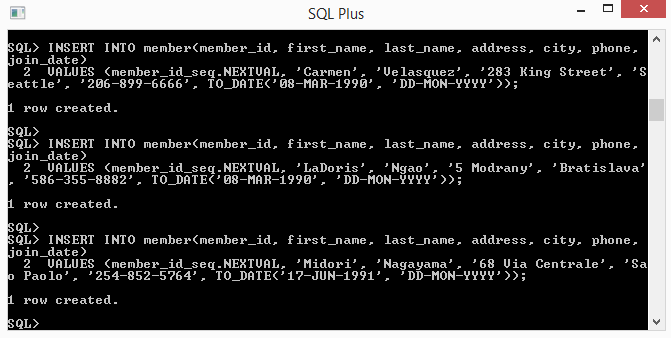 SQL Plus
SQL> INSERT INTO member(member_id, first_name, last_name, address, city, phone,
join_date)
  2  VALUES (member_id_seq.NEXTVAL, 'Carmen', 'Velasquez', '283 King Street', 'S
eattle', '206-899-6666', TO_DATE('08-MAR-1990', 'DD-MON-YYYY'));
1 row created.
SQL>
SQL> INSERT INTO member(member_id, first_name, last_name, address, city, phone,
join_date)
  2  VALUES (member_id_seq.NEXTVAL, 'LaDoris', 'Ngao', '5 Modrany', 'Bratislava'
, '586-355-8882', TO_DATE('08-MAR-1990', 'DD-MON-YYYY'));
1 row created.
SQL>
SQL> INSERT INTO member(member_id, first_name, last_name, address, city, phone,
join_date)
  2  VALUES (member_id_seq.NEXTVAL, 'Midori', 'Nagayama', '68 Via Centrale', 'Sa
o Paolo', '254-852-5764', TO_DATE('17-JUN-1991', 'DD-MON-YYYY'));
1 row created.
SQL>